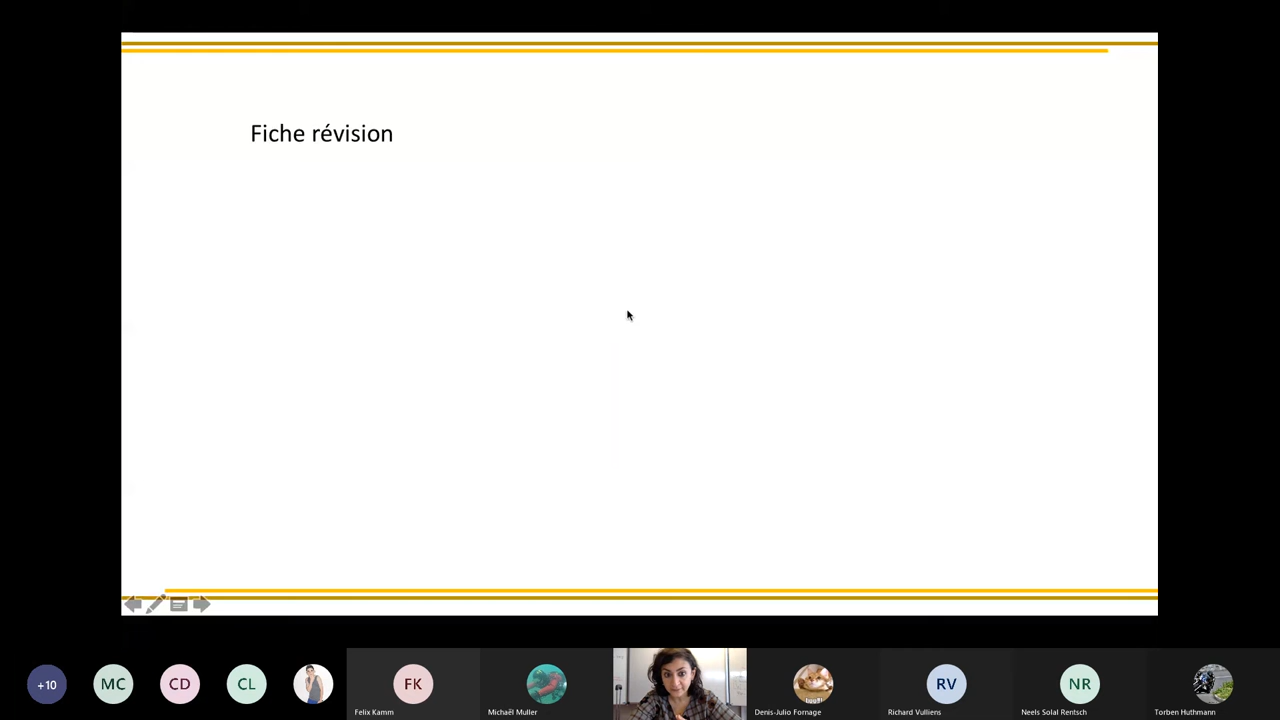 Fiche révision
+10
MC
CD
CL
FK
RV
NR
Felix Kamm
Michaël Muller
Denis-Julio Fornage
Richard Vulliens
Neels Solal Rentsch
Torben Huthmann